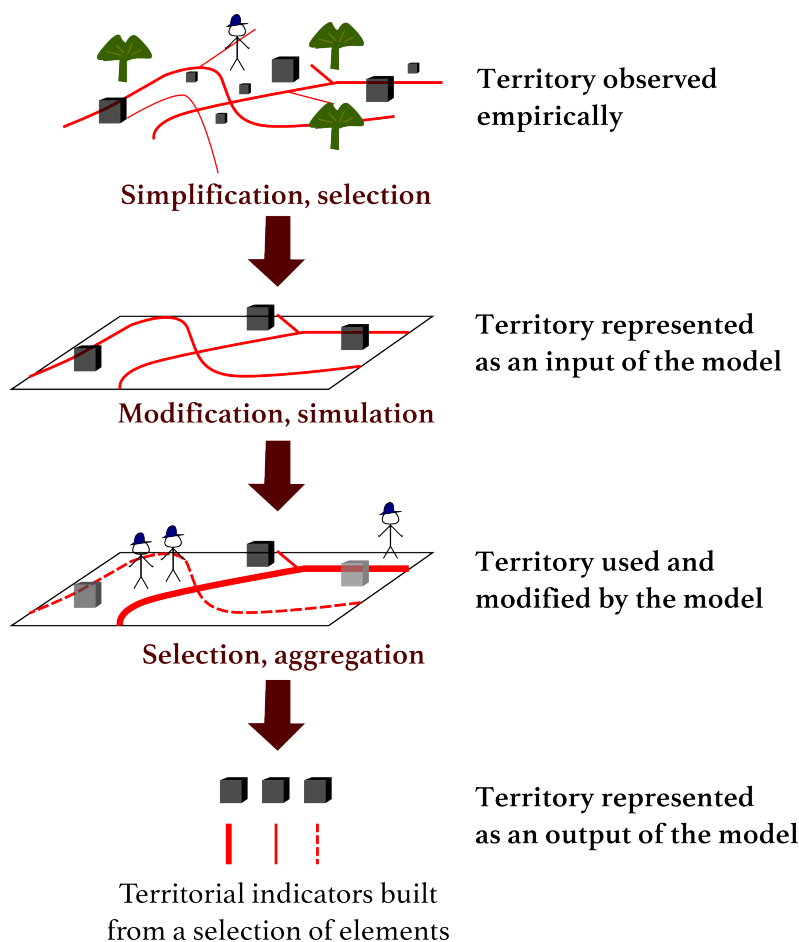 Territory observed
empirically
Simplification, selection
Territory represented
as an input of the model
Modification, simulation
Territory used and
modified by the model
Selection, aggregation
Territory represented
as an output of the model
Territorial indicators built
from a selection of elements